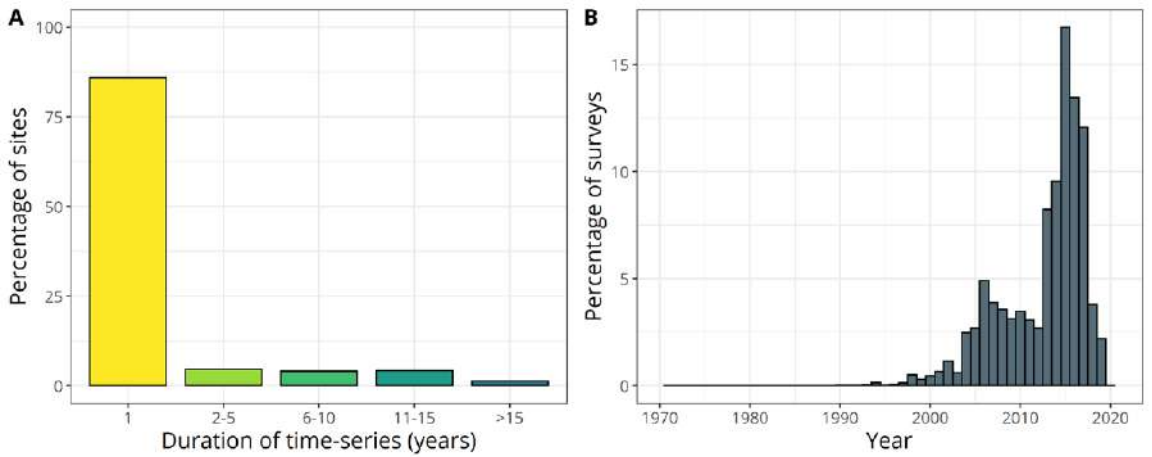 A
Percentage of sites
100
75
50
25
0
1 2-5 6-10 11-15 >15
Duration of time-series (years)
B
Percentage of surveys
15
10
5
0
1970 1980 1990 2000 2010 2020
Year